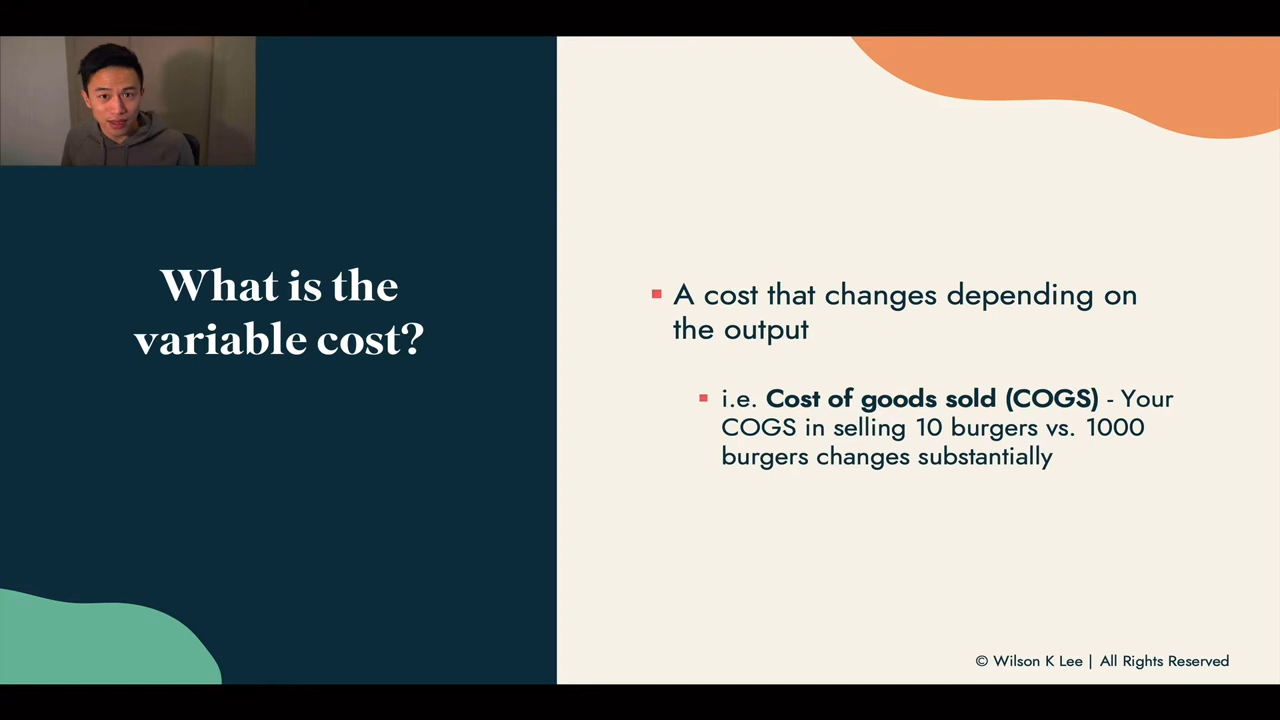 What is the
variable cost?
A cost that changes depending on
the output
i.e. Cost of goods sold (COGS) - Your
COGS in selling 10 burgers vs. 1000
burgers changes substantially
© Wilson K Lee | All Rights Reserved